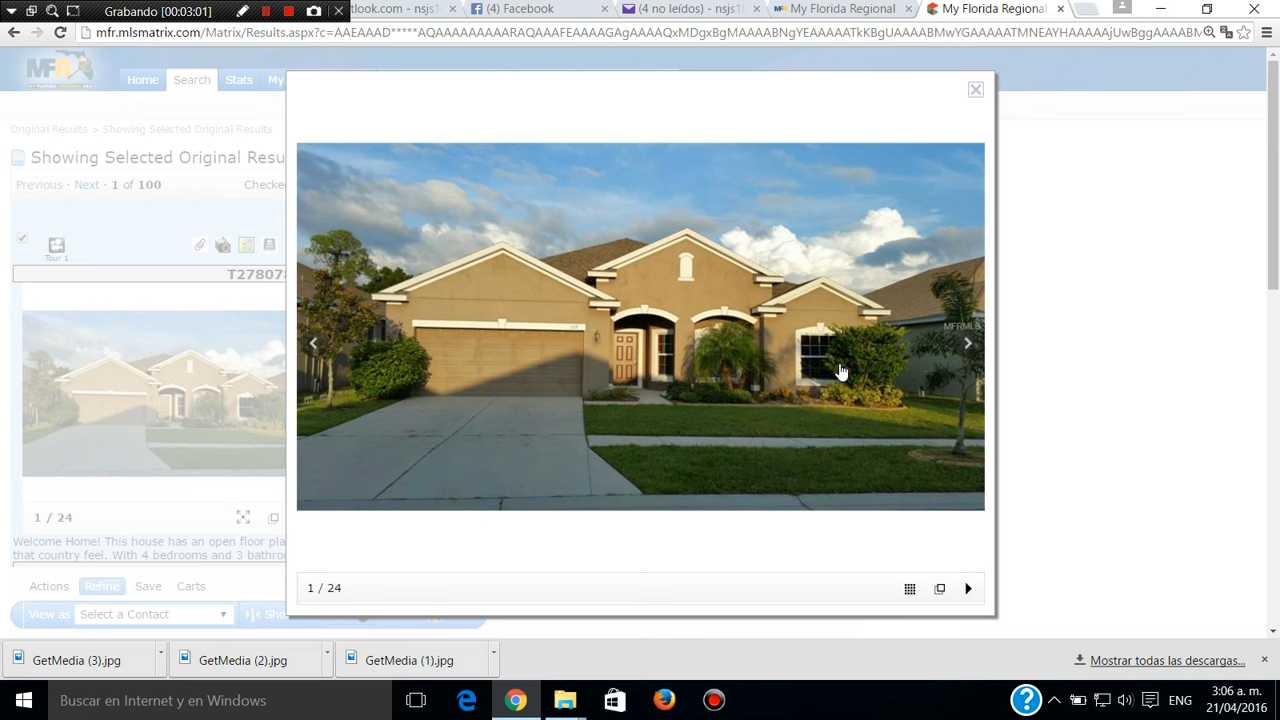 Grabando [00:03:01]
tlook.com - nsjs1
(4) Facebook
(4 no leídos) - nsg10
My Florida Regional
My Florida Regional
mfr.mlsmatrix.com/Matrix/Results.aspx?c=
MFR
Home
Search
Stats
My
Original Results > Showing Selected Original Results
Showing Selected Original Resu
Previous · Next · 1 of 100
Checke
Tour 1
T27807
MFRMLS
1 / 24
Welcome Home! This house has an open floor pla
that country feel. With 4 bedrooms and 3 bathro
1 / 24
Actions
Refine
Save
Carts
View as
Select a Contact
Sho
GetMedia (3).jpg
GetMedia (2).jpg
GetMedia (1).jpg
Mostrar todas las descargas...
Buscar en Internet y en Windows
ENG
3:06 a. m.
21/04/2016